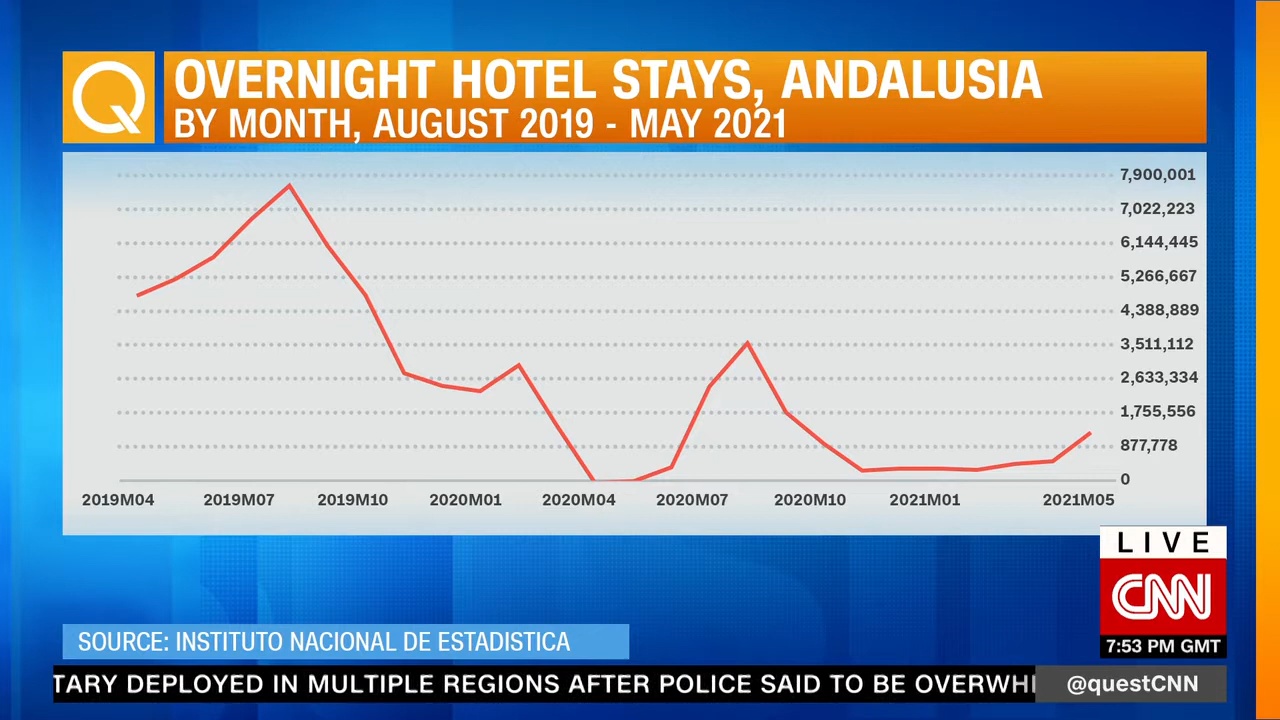 OVERNIGHT HOTEL STAYS, ANDALUSIA
BY MONTH, AUGUST 2019 - MAY 2021
7,900,001
7,022,223
6,144,445
5,266,667
4,388,889
3,511,112
2,633,334
1,755,556
877,778
0
2019M04 2019M07 2019M10 2020M01 2020M04 2020M07 2020M10 2021M01 2021M05
LIVE
CNN
7:53 PM GMT
SOURCE: INSTITUTO NACIONAL DE ESTADISTICA
TARY DEPLOYED IN MULTIPLE REGIONS AFTER POLICE SAID TO BE OVERWH
@questCNN